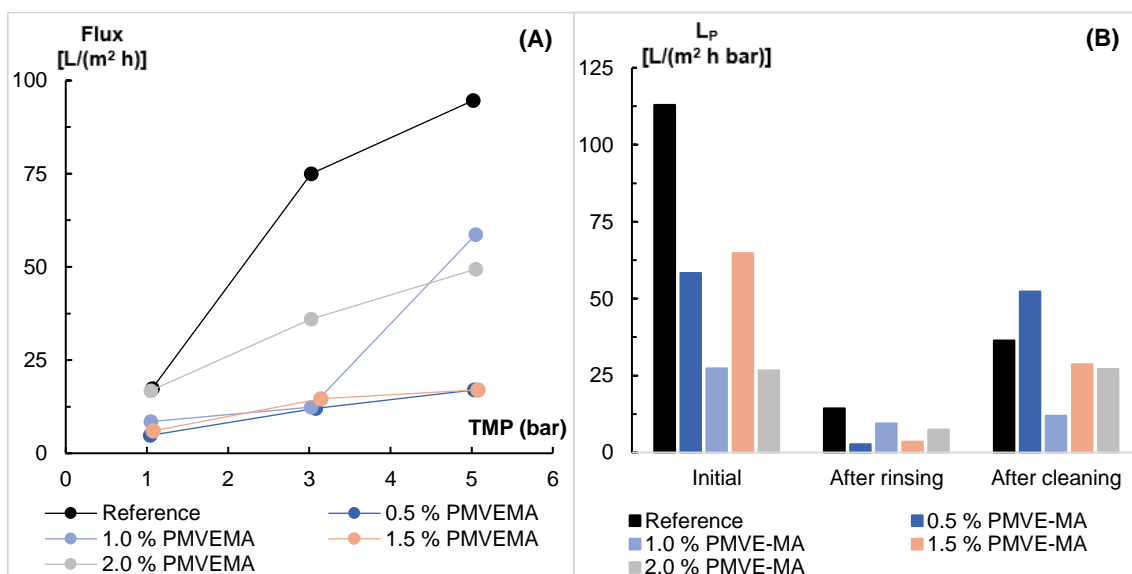 Flux
[L/(m² h)]
(A)
100
75
50
25
0
TMP (bar)
0 1 2 3 4 5 6
Reference
0.5 % PMVEMA
1.0 % PMVEMA
1.5 % PMVEMA
2.0 % PMVEMA
L_P
[L/(m² h bar)]
(B)
125
100
75
50
25
0
Initial After rinsing After cleaning
Reference
0.5 % PMVE-MA
1.0 % PMVE-MA
1.5 % PMVE-MA
2.0 % PMVE-MA